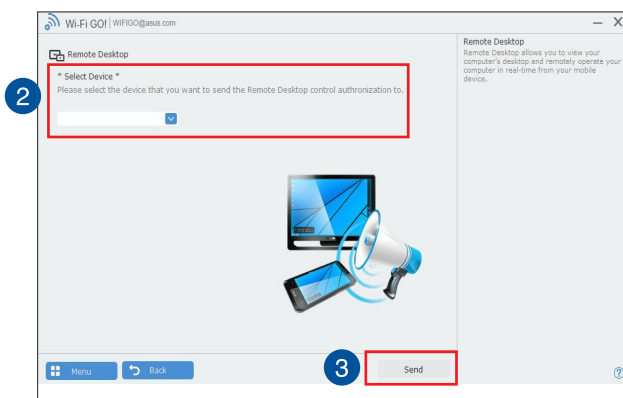 Wi-Fi GO! | WIFIGO@asus.com
Remote Desktop
* Select Device *
Please select the device that you want to send the Remote Desktop control authronization to.
2
Remote Desktop
Remote Desktop allows you to view your
computer's desktop and remotely operate your
computer in real-time from your mobile
device.
Menu
Back
3
Send
?